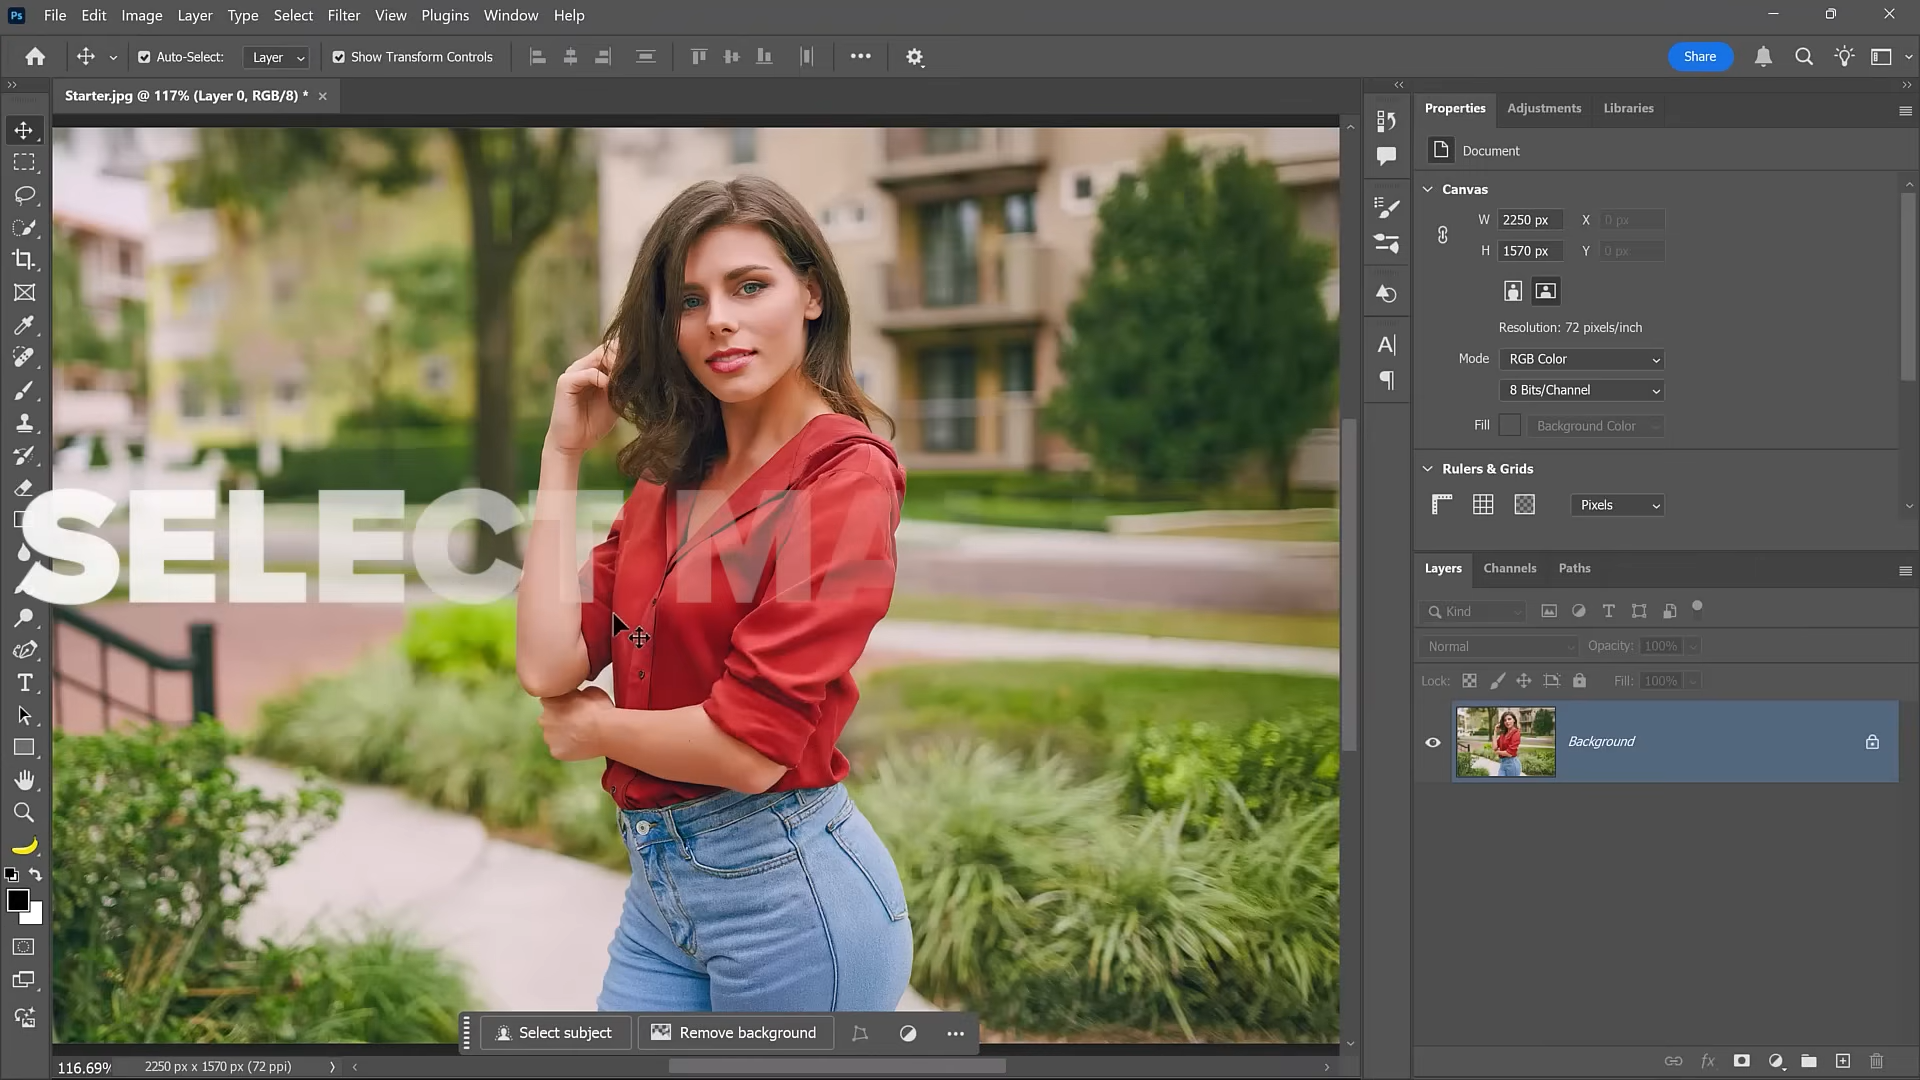 Ps File Edit Image Layer Type Select Filter View Plugins Window Help
Auto-Select: Layer Show Transform Controls Share
Starter.jpg @ 117% (Layer 0, RGB/8) *
Properties Adjustments Libraries
Document
Canvas
W 2250 px X 0 px
H 1570 px Y 0 px
Resolution: 72 pixels/inch
Mode RGB Color
8 Bits/Channel
Fill Background Color
Rulers & Grids
Pixels
SELECT MA
Layers Channels Paths
Kind
Normal Opacity: 100%
Lock: Fill: 100%
Background
Select subject Remove background
116.69% 2250 px x 1570 px (72 ppi)